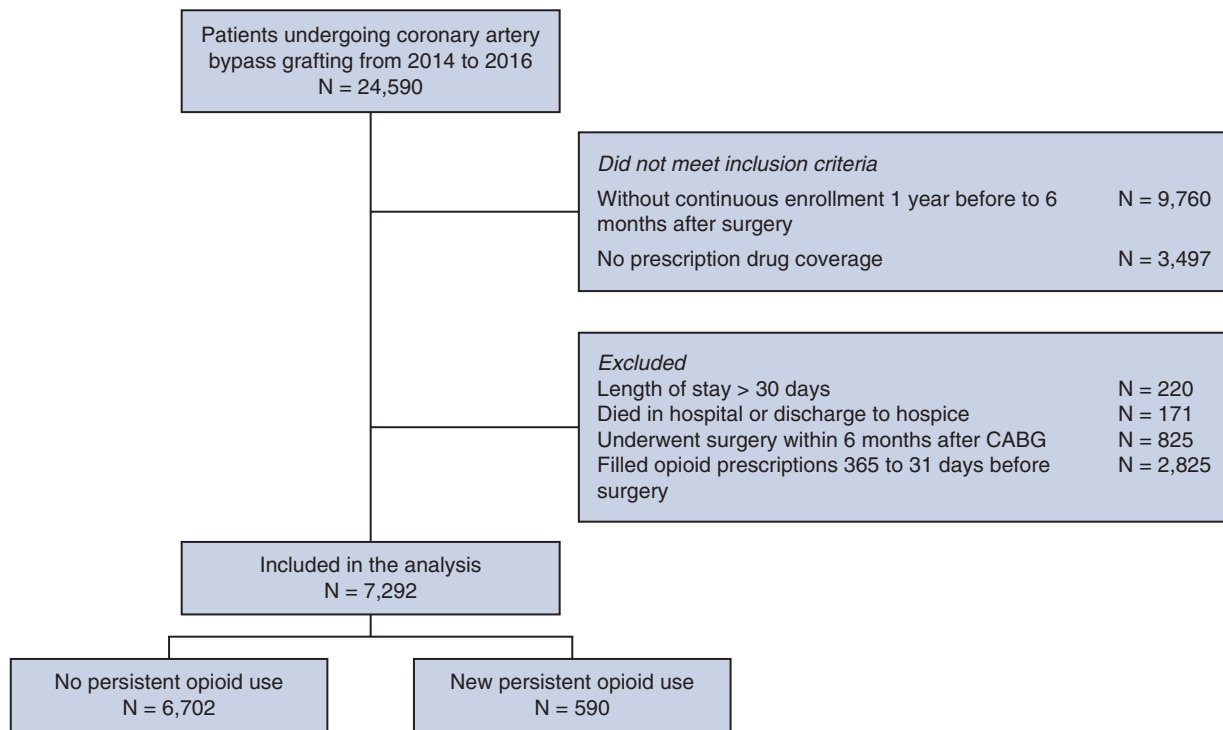 Patients undergoing coronary artery
bypass grafting from 2014 to 2016
N = 24,590
Did not meet inclusion criteria
Without continuous enrollment 1 year before to 6 N = 9,760
months after surgery
No prescription drug coverage N = 3,497
Excluded
Length of stay > 30 days N = 220
Died in hospital or discharge to hospice N = 171
Underwent surgery within 6 months after CABG N = 825
Filled opioid prescriptions 365 to 31 days before N = 2,825
surgery
Included in the analysis
N = 7,292
No persistent opioid use
N = 6,702
New persistent opioid use
N = 590